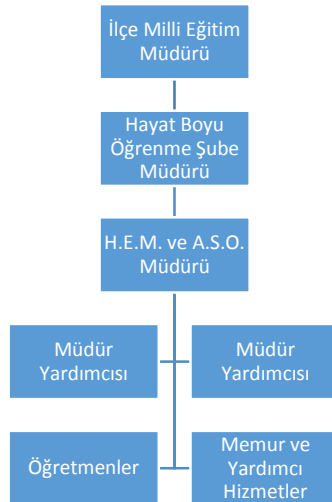 İlçe Milli Eğitim
Müdürü
Hayat Boyu
Öğrenme Şube
Müdürü
H.E.M. ve A.S.O.
Müdürü
Müdür
Yardımcısı
Müdür
Yardımcısı
Öğretmenler
Memur ve
Yardımcı
Hizmetler